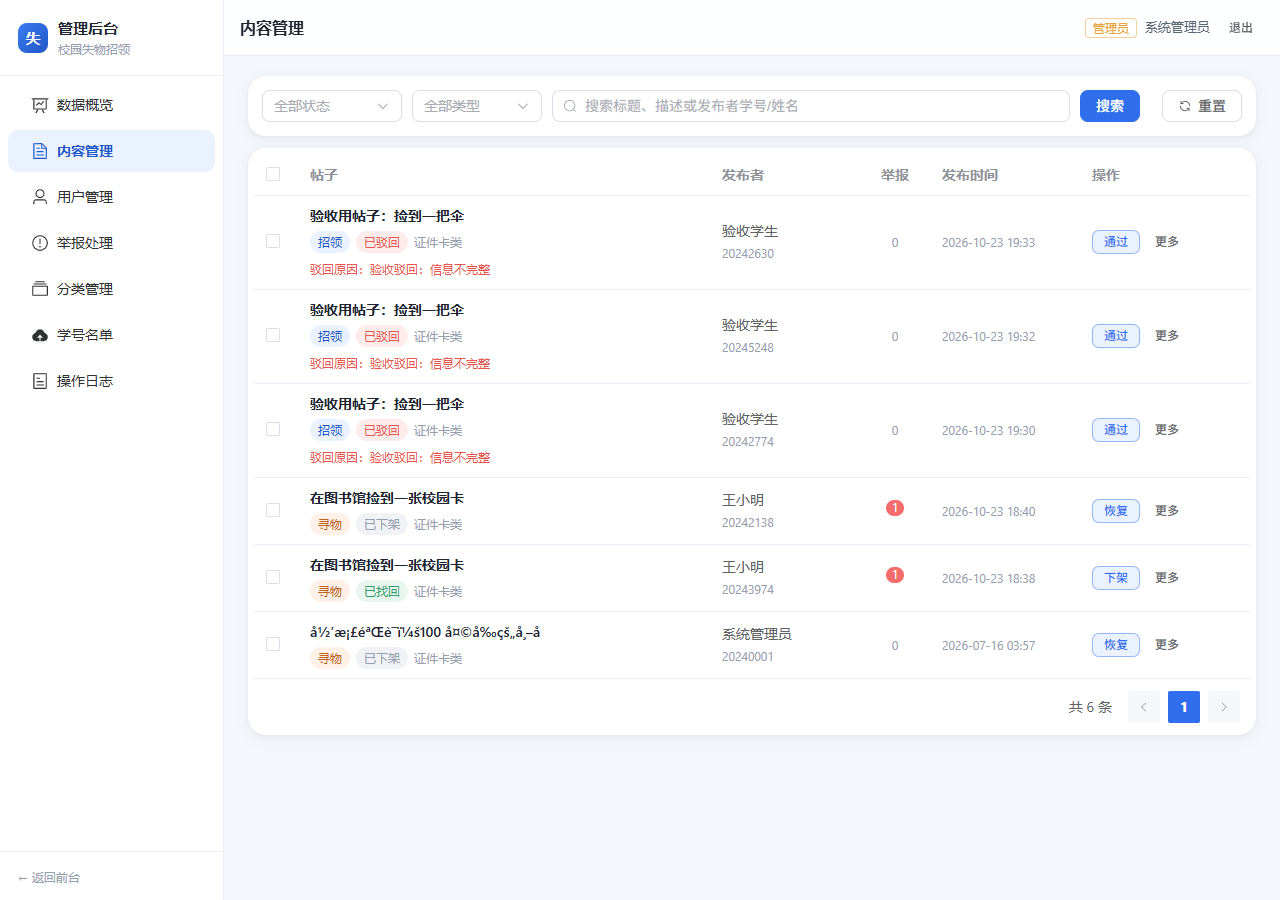 失
管理后台
校园失物招领
数据概览
内容管理
用户管理
举报处理
分类管理
学号名单
操作日志
← 返回前台
内容管理
管理员 系统管理员 退出
全部状态 全部类型 搜索标题、描述或发布者学号/姓名 搜索 重置
帖子 发布者 举报 发布时间 操作
验收用帖子：捡到一把伞
招领 已驳回 证件卡类
驳回原因：验收驳回：信息不完整
验收学生
20242630
0 2026-10-23 19:33 通过 更多
验收用帖子：捡到一把伞
招领 已驳回 证件卡类
驳回原因：验收驳回：信息不完整
验收学生
20245248
0 2026-10-23 19:32 通过 更多
验收用帖子：捡到一把伞
招领 已驳回 证件卡类
驳回原因：验收驳回：信息不完整
验收学生
20242774
0 2026-10-23 19:30 通过 更多
在图书馆捡到一张校园卡
寻物 已下架 证件卡类
王小明
20242138
1 2026-10-23 18:40 恢复 更多
在图书馆捡到一张校园卡
寻物 已找回 证件卡类
王小明
20243974
1 2026-10-23 18:38 下架 更多
å½’æ¡£éªŒè¯ï¼š100 å¤©å‰çš„å¸–å
寻物 已下架 证件卡类
系统管理员
20240001
0 2026-07-16 03:57 恢复 更多
共 6 条 1